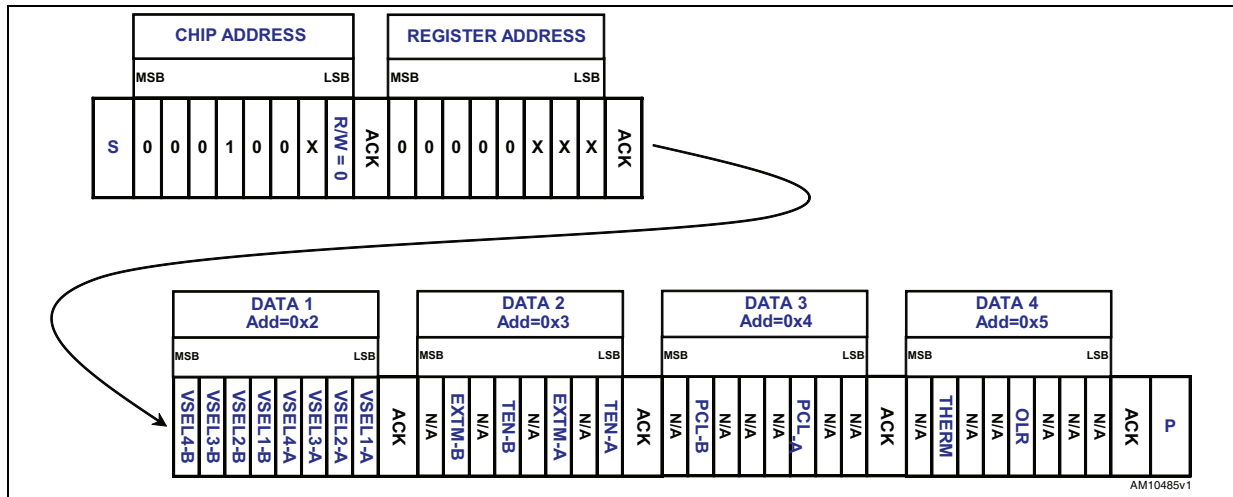 CHIP ADDRESS REGISTER ADDRESS
MSB LSB MSB LSB
S 0 0 0 1 0 0 X R/W = 0 ACK 0 0 0 0 0 X X X ACK
DATA 1 DATA 2 DATA 3 DATA 4
Add=0x2 Add=0x3 Add=0x4 Add=0x5
MSB LSB MSB LSB MSB LSB MSB LSB
VSEL4-B VSEL3-B VSEL2-B VSEL1-B VSEL4-A VSEL3-A VSEL2-A VSEL1-A ACK N/A EXTM-B N/A TEN-B N/A EXTM-A N/A TEN-A ACK N/A PCL-B N/A N/A N/A PCL-A N/A N/A ACK N/A THERM N/A N/A OLR N/A N/A N/A ACK P
AM10485v1